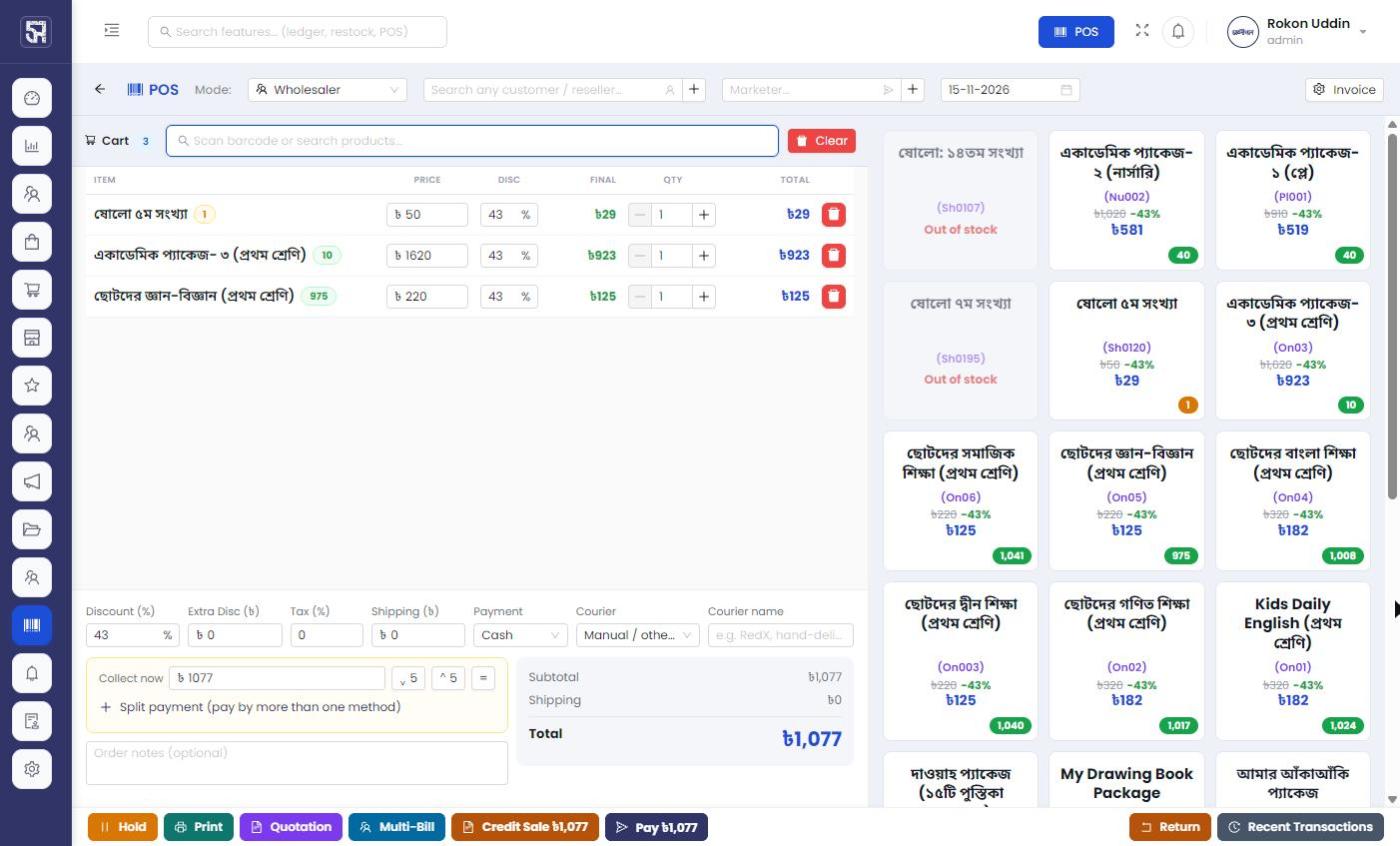 Search features... (ledger, restock, POS)
POS
Rokon Uddin
admin
POS
Mode:
Wholesaler
Search any customer / reseller...
+
Marketer...
+
15-11-2026
Invoice
Cart 3
Scan barcode or search products...
Clear
ITEM PRICE DISC FINAL QTY TOTAL
ষোলো ৫ম সংখ্যা 1 ৳ 50 43 % ৳29 — 1 + ৳29
একাডেমিক প্যাকেজ- ৩ (প্রথম শ্রেণি) 10 ৳ 1620 43 % ৳923 — 1 + ৳923
ছোটদের জ্ঞান-বিজ্ঞান (প্রথম শ্রেণি) 975 ৳ 220 43 % ৳125 — 1 + ৳125
Discount (%) Extra Disc (৳) Tax (%) Shipping (৳) Payment Courier Courier name
43 % ৳ 0 0 ৳ 0 Cash Manual / othe... e.g. RedX, hand-deli...
Collect now ৳ 1077 ˅ 5 ^ 5 =
+ Split payment (pay by more than one method)
Order notes (optional)
Subtotal ৳1,077
Shipping ৳0
Total ৳1,077
ষোলো: ১৪তম সংখ্যা
(Sh0107)
Out of stock
একাডেমিক প্যাকেজ-
২ (নার্সারি)
(Nu002)
৳1,020 -43%
৳581
40
একাডেমিক প্যাকেজ-
১ (প্লে)
(Pl001)
৳910 -43%
৳519
40
ষোলো ৭ম সংখ্যা
(Sh0195)
Out of stock
ষোলো ৫ম সংখ্যা
(Sh0120)
৳50 -43%
৳29
1
একাডেমিক প্যাকেজ-
৩ (প্রথম শ্রেণি)
(On03)
৳1,620 -43%
৳923
10
ছোটদের সমাজিক
শিক্ষা (প্রথম শ্রেণি)
(On06)
৳220 -43%
৳125
1,041
ছোটদের জ্ঞান-বিজ্ঞান
(প্রথম শ্রেণি)
(On05)
৳220 -43%
৳125
975
ছোটদের বাংলা শিক্ষা
(প্রথম শ্রেণি)
(On04)
৳320 -43%
৳182
1,008
ছোটদের দ্বীন শিক্ষা
(প্রথম শ্রেণি)
(On003)
৳220 -43%
৳125
1,040
ছোটদের গণিত শিক্ষা
(প্রথম শ্রেণি)
(On02)
৳320 -43%
৳182
1,017
Kids Daily
English (প্রথম
শ্রেণি)
(On01)
৳320 -43%
৳182
1,024
দাওয়াহ প্যাকেজ
(১৫টি পুস্তিকা
My Drawing Book
Package
আমার আঁকাআঁকি
প্যাকেজ
Hold
Print
Quotation
Multi-Bill
Credit Sale ৳1,077
Pay ৳1,077
Return
Recent Transactions